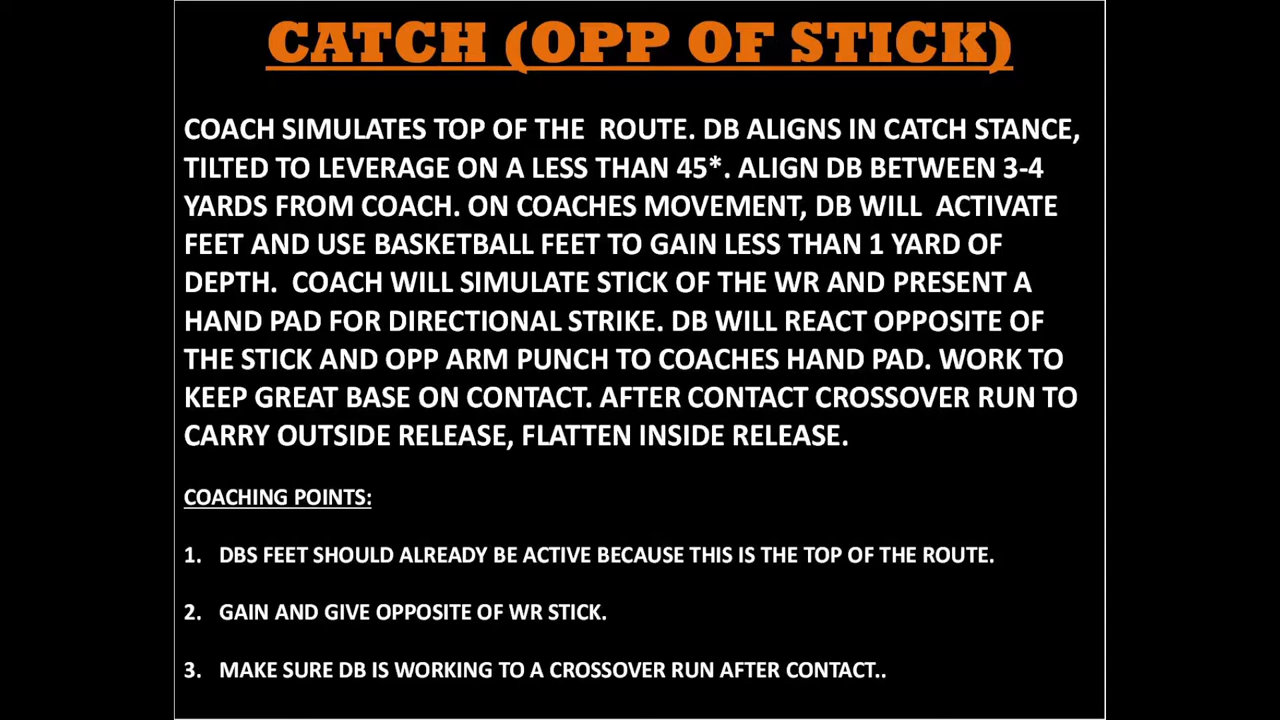 CATCH (OPP OF STICK)
COACH SIMULATES TOP OF THE  ROUTE. DB ALIGNS IN CATCH STANCE,
TILTED TO LEVERAGE ON A LESS THAN 45*. ALIGN DB BETWEEN 3-4
YARDS FROM COACH. ON COACHES MOVEMENT, DB WILL  ACTIVATE
FEET AND USE BASKETBALL FEET TO GAIN LESS THAN 1 YARD OF
DEPTH.  COACH WILL SIMULATE STICK OF THE WR AND PRESENT A
HAND PAD FOR DIRECTIONAL STRIKE. DB WILL REACT OPPOSITE OF
THE STICK AND OPP ARM PUNCH TO COACHES HAND PAD. WORK TO
KEEP GREAT BASE ON CONTACT. AFTER CONTACT CROSSOVER RUN TO
CARRY OUTSIDE RELEASE, FLATTEN INSIDE RELEASE.
COACHING POINTS:
1. DBS FEET SHOULD ALREADY BE ACTIVE BECAUSE THIS IS THE TOP OF THE ROUTE.
2. GAIN AND GIVE OPPOSITE OF WR STICK.
3. MAKE SURE DB IS WORKING TO A CROSSOVER RUN AFTER CONTACT..